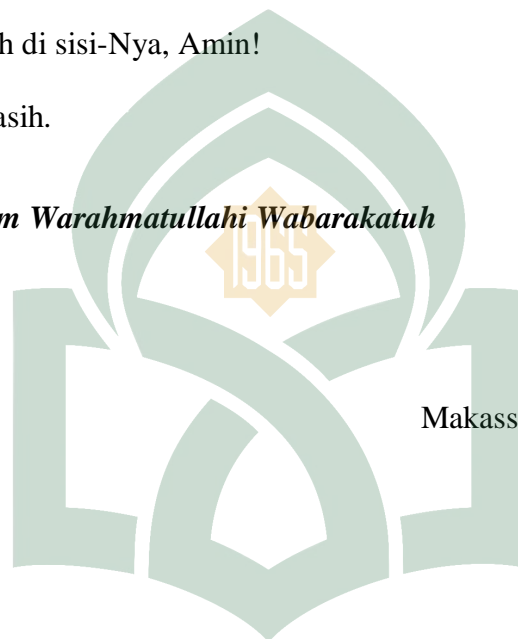 h di sisi-Nya, Amin!
asih.
m Warahmatullahi Wabarakatuh
1965
Makass